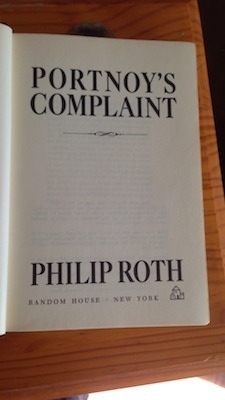 PORTNOY'S
COMPLAINT
PHILIP ROTH
RANDOM HOUSE · NEW YORK